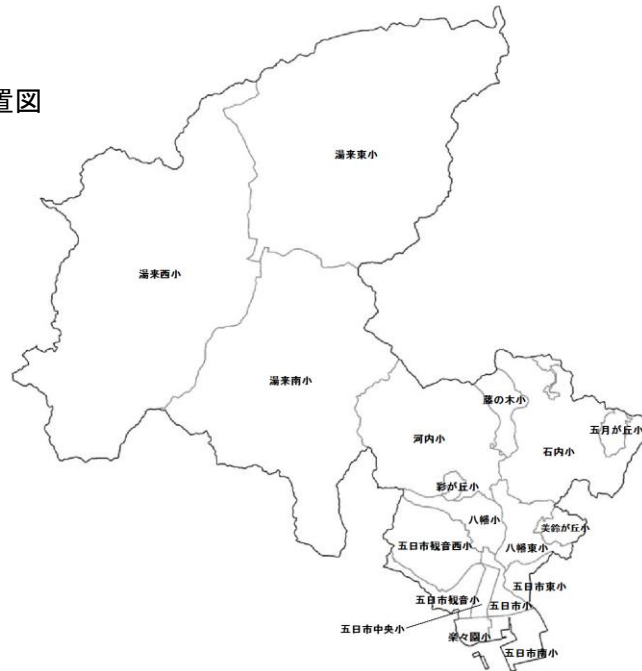 置図
湯来東小
湯来西小
湯来南小
藤の木小
五月が丘小
河内小
石内小
彩が丘小
八幡小
美鈴が丘小
五日市観音西小
八幡東小
五日市東小
五日市観音小
五日市小
五日市中央小
楽々園小
五日市南小